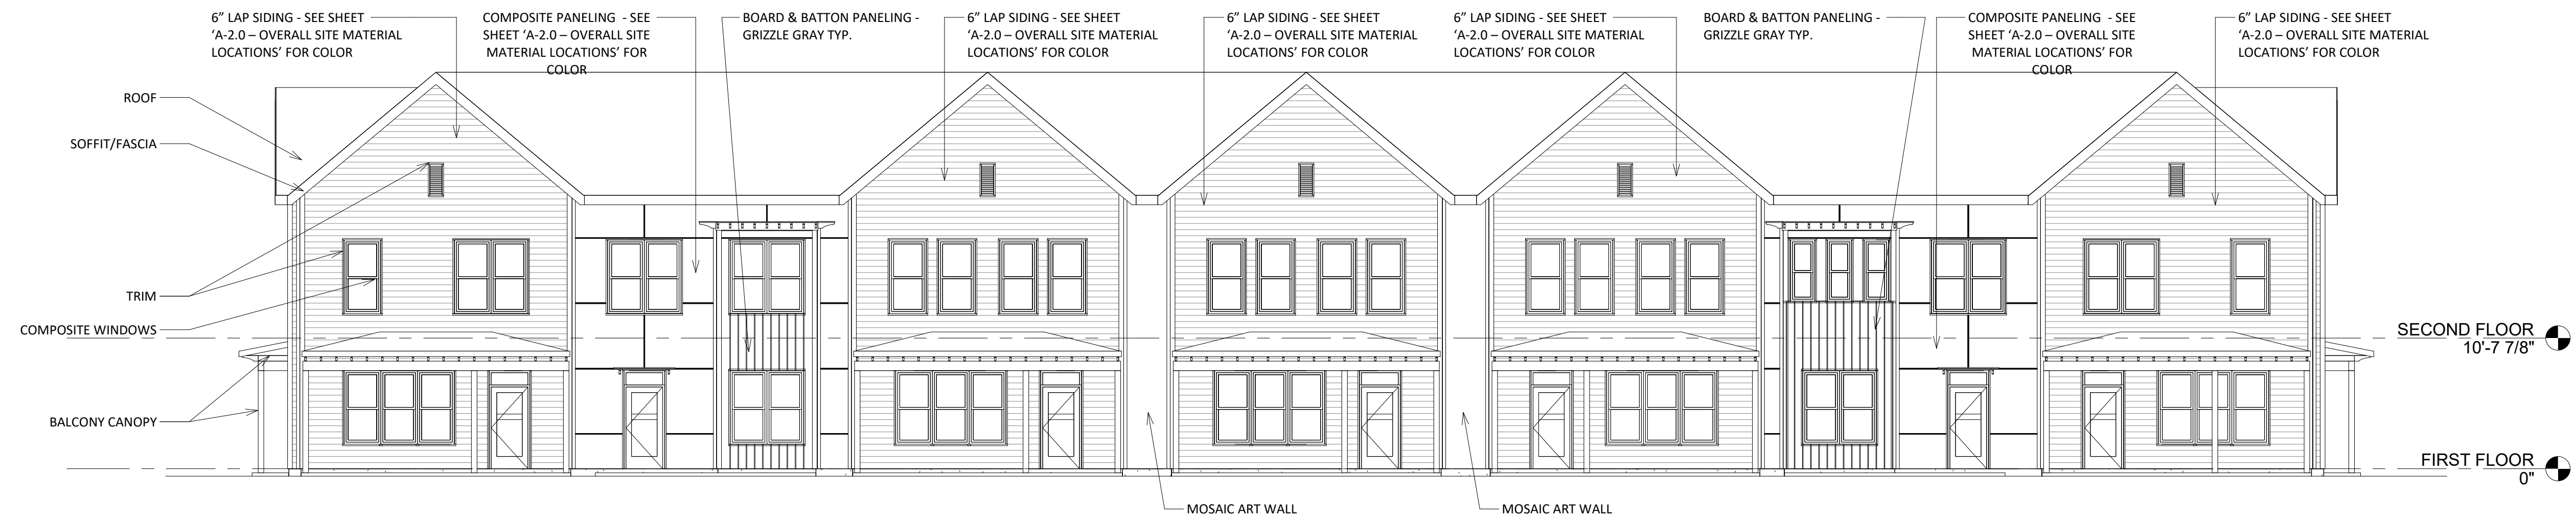 6” LAP SIDING - SEE SHEET
‘A-2.0 – OVERALL SITE MATERIAL
LOCATIONS’ FOR COLOR
COMPOSITE PANELING - SEE
SHEET ‘A-2.0 – OVERALL SITE
MATERIAL LOCATIONS’ FOR
COLOR
BOARD & BATTON PANELING -
GRIZZLE GRAY TYP.
6” LAP SIDING - SEE SHEET
‘A-2.0 – OVERALL SITE MATERIAL
LOCATIONS’ FOR COLOR
6” LAP SIDING - SEE SHEET
‘A-2.0 – OVERALL SITE MATERIAL
LOCATIONS’ FOR COLOR
6” LAP SIDING - SEE SHEET
‘A-2.0 – OVERALL SITE MATERIAL
LOCATIONS’ FOR COLOR
BOARD & BATTON PANELING -
GRIZZLE GRAY TYP.
COMPOSITE PANELING - SEE
SHEET ‘A-2.0 – OVERALL SITE
MATERIAL LOCATIONS’ FOR
COLOR
6” LAP SIDING - SEE SHEET
‘A-2.0 – OVERALL SITE MATERIAL
LOCATIONS’ FOR COLOR
ROOF
SOFFIT/FASCIA
TRIM
COMPOSITE WINDOWS
BALCONY CANOPY
SECOND FLOOR
10'-7 7/8"
FIRST FLOOR
0"
MOSAIC ART WALL
MOSAIC ART WALL